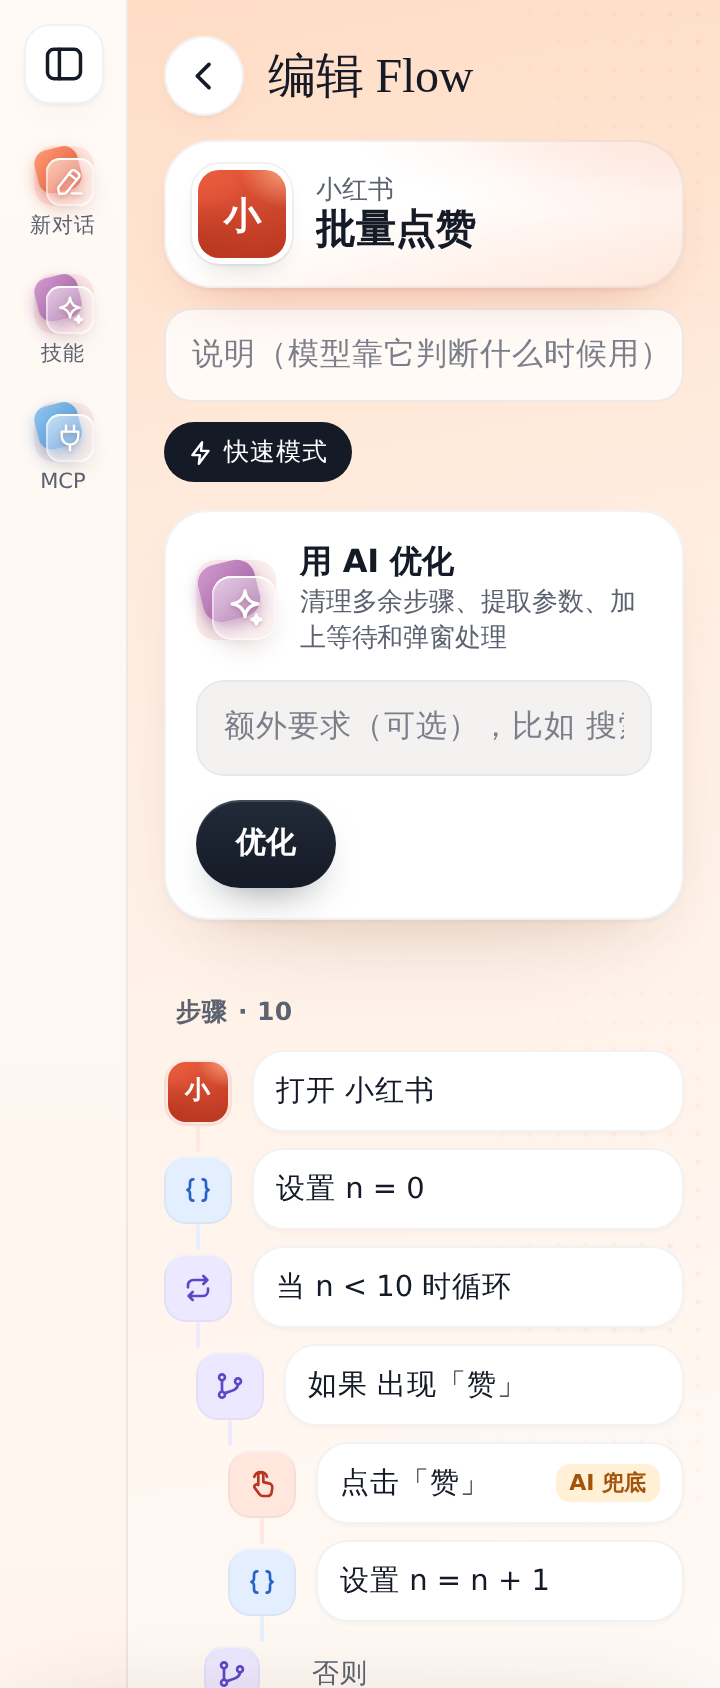 编辑 Flow
新对话
技能
MCP
小
小红书
批量点赞
说明（模型靠它判断什么时候用）
快速模式
用 AI 优化
清理多余步骤、提取参数、加
上等待和弹窗处理
额外要求（可选），比如 搜
优化
步骤 · 10
小
打开 小红书
设置 n = 0
当 n < 10 时循环
如果 出现「赞」
点击「赞」
AI 兜底
设置 n = n + 1
否则